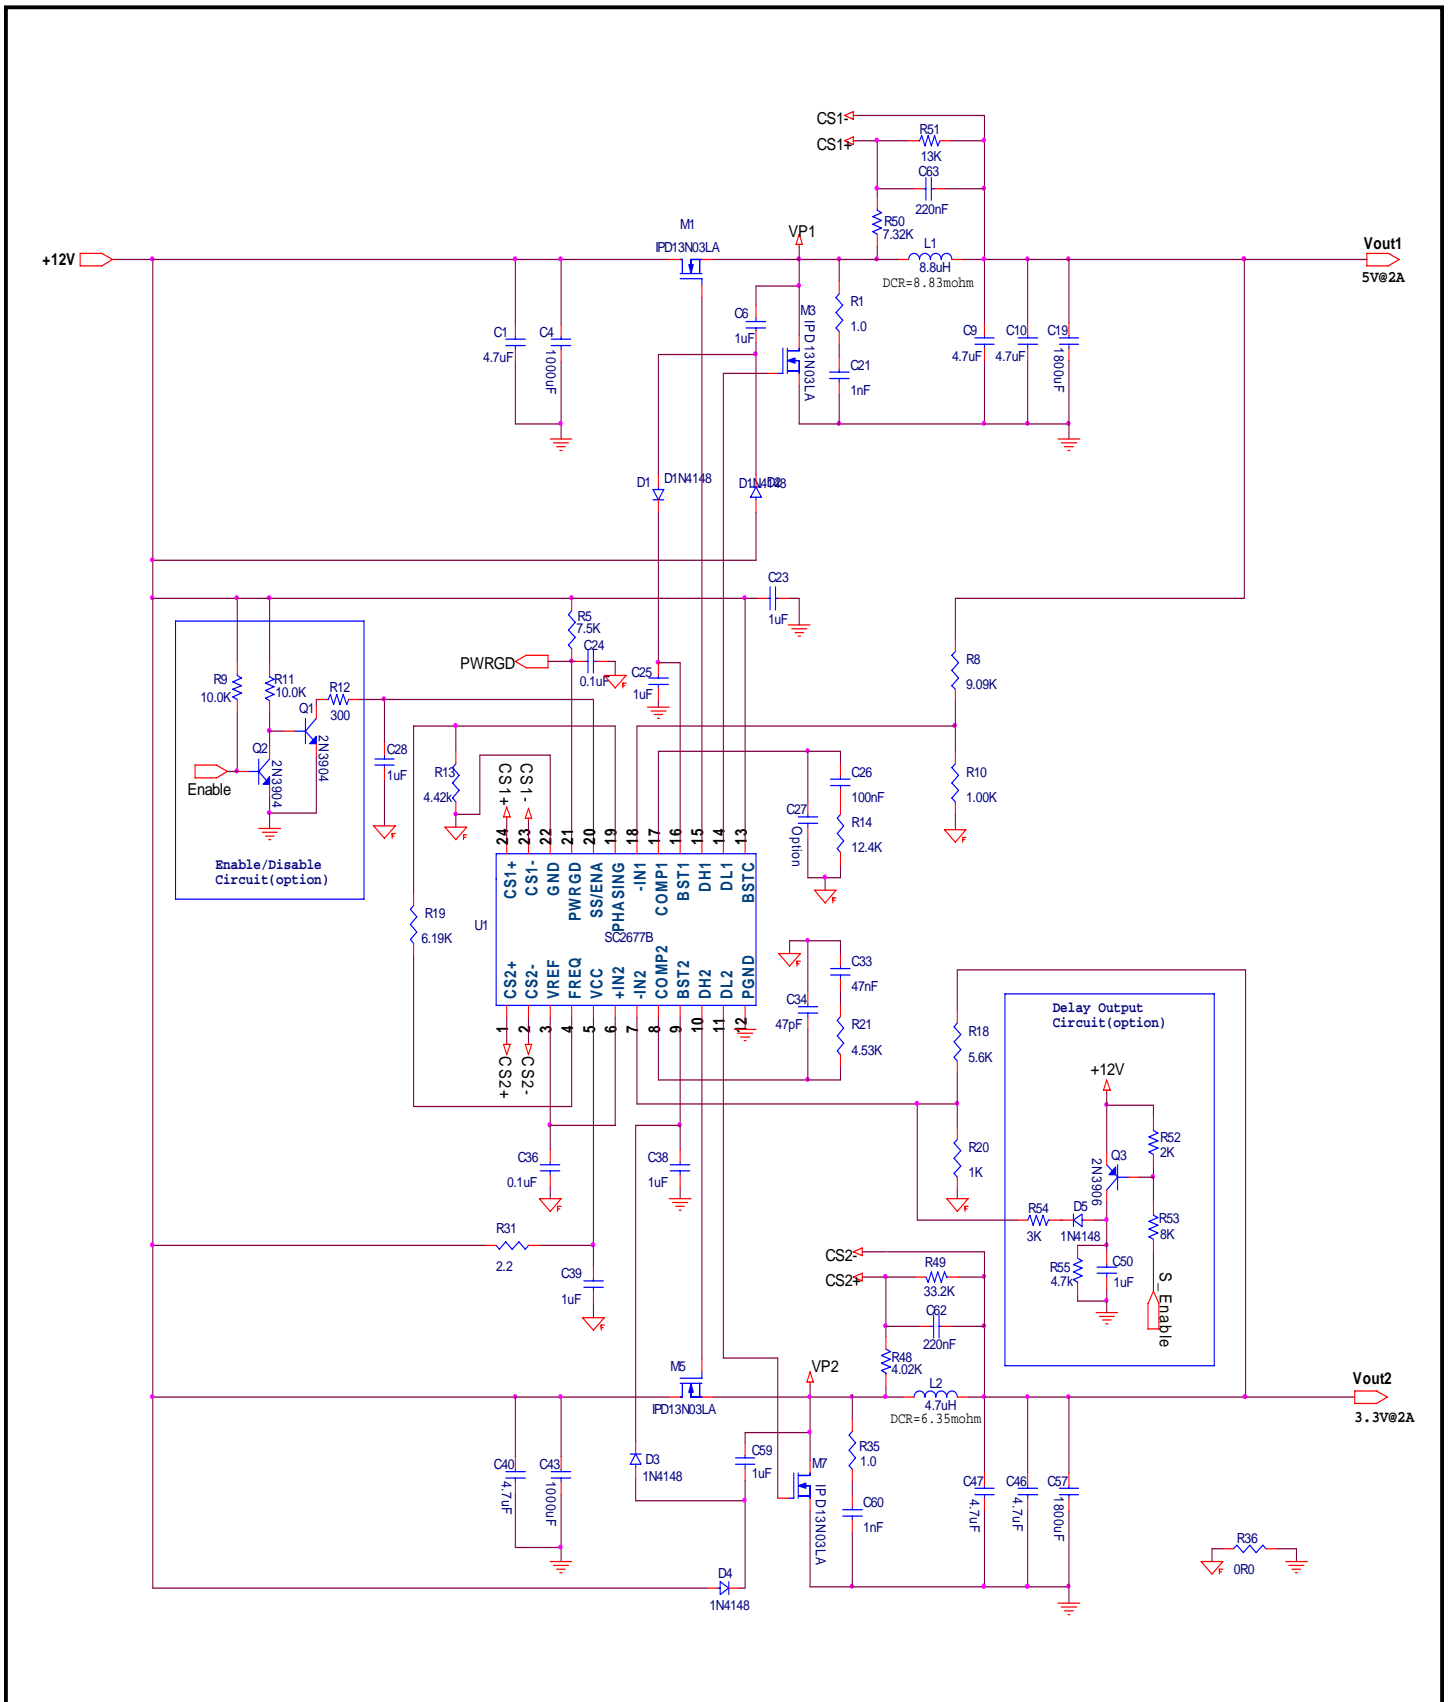 CS1-
CS1+
R51
13K
C63
220nF
R50
7.32K
M1
IPD13N03LA
VP1
L1
8.8uH
DCR=8.83mohm
+12V
Vout1
5V@2A
C1
4.7uF
C4
1000uF
C6
1uF
M3
IPD13N03LA
R1
1.0
C21
1nF
C9
4.7uF
C10
4.7uF
C19
1800uF
D1
D1N4148
D1N4148
D2
C23
1uF
R5
7.5K
C24
0.1uF
PWRGD
C25
1uF
R8
9.09K
R9
10.0K
R11
10.0K
R12
300
Q1
2N3904
Q2
2N3904
Enable
Enable/Disable
Circuit(option)
C28
1uF
R13
4.42k
F
CS1+
CS1-
C26
100nF
C27
Option
R14
12.4K
R10
1.00K
F
F
F
F
F
24
23
22
21
20
19
18
17
16
15
14
13
CS1+
CS1-
GND
PWRGD
SS/ENA
PHASING
-IN1
COMP1
BST1
DH1
DL1
BSTC
U1
SC2677B
CS2+
CS2-
VREF
FREQ
VCC
+IN2
-IN2
COMP2
BST2
DH2
DL2
PGND
1
2
3
4
5
6
7
8
9
10
11
12
CS2+
CS2-
R19
6.19K
F
C33
47nF
C34
47pF
R21
4.53K
R18
5.6K
R20
1K
F
Delay Output
Circuit(option)
+12V
R52
2K
Q3
2N3906
R53
8K
R54
3K
D5
1N4148
R55
4.7k
C50
1uF
S_Enable
C36
0.1uF
F
C38
1uF
R31
2.2
C39
1uF
F
CS2-
CS2+
R49
33.2K
C62
220nF
R48
4.02K
M5
IPD13N03LA
VP2
L2
4.7uH
DCR=6.35mohm
Vout2
3.3V@2A
C40
4.7uF
C43
1000uF
D3
1N4148
C59
1uF
M7
IPD13N03LA
R35
1.0
C60
1nF
C47
4.7uF
C46
4.7uF
C57
1800uF
D4
1N4148
R36
0R0
F